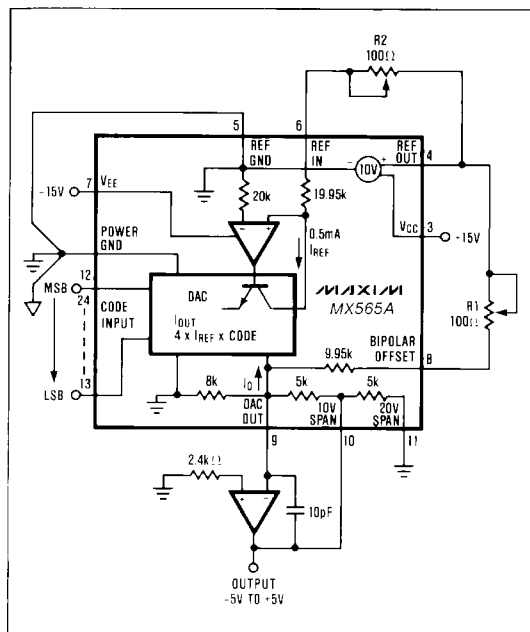 R2
100Ω
5
6
REF
GND
REF
IN
REF
OUT
4
- 10V +
-15V
7
VEE
20k
19.95k
VCC
3
+15V
POWER
GND
- +
0.5mA
IREF
12
MSB
24
DAC
MAXIM
MX565A
R1
100Ω
CODE
INPUT
IOUT
4 x IREF x CODE
BIPOLAR
OFFSET
9.95k
8
LSB
13
8k
IO
5k
5k
DAC
OUT
10V
SPAN
20V
SPAN
9
10
11
2.4kΩ
+ -
10pF
OUTPUT
-5V TO +5V